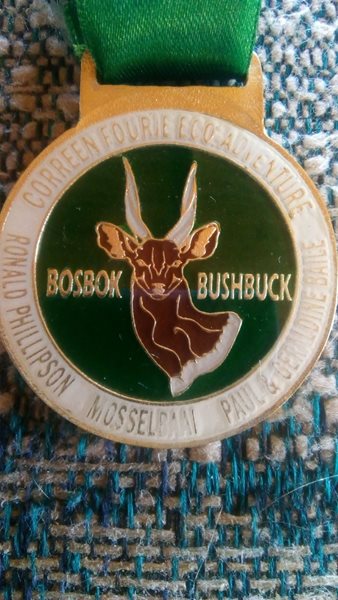 CORREEN FOURIE ECO ADVENTURE
BOSBOK BUSHBUCK
RONALD PHILLIPSON MOSSELBAAI PAUL & GERALDINE BAILE